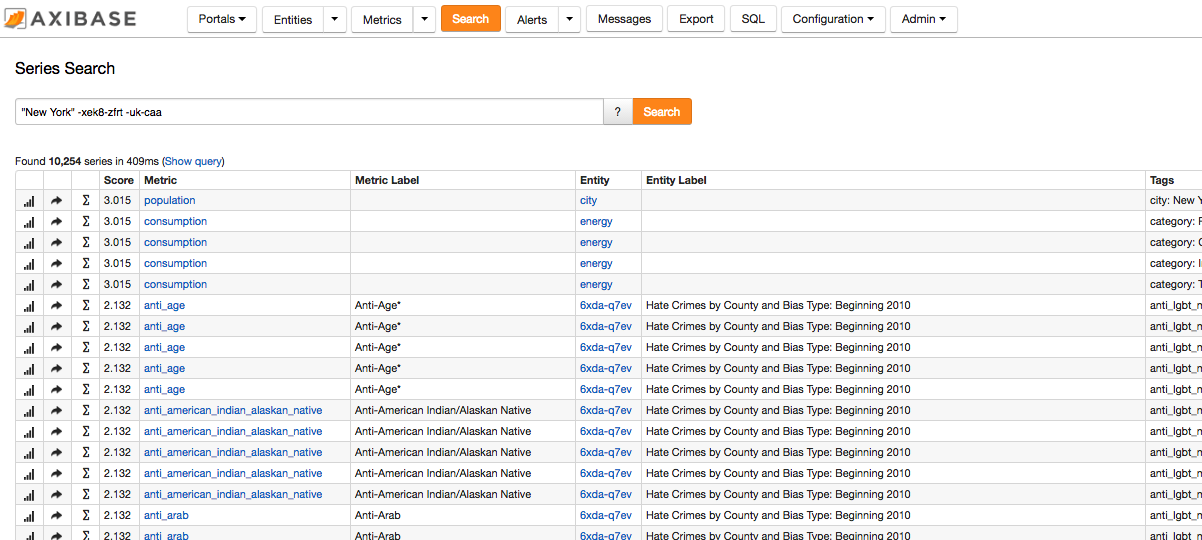 AXIBASE Portals Entities Metrics Search Alerts Messages Export SQL Configuration Admin
Series Search
"New York" -xek8-zfrt -uk-caa ? Search
Found 10,254 series in 409ms (Show query)
Score Metric Metric Label Entity Entity Label Tags
Σ 3.015 population city city: New Y
Σ 3.015 consumption energy category:
Σ 3.015 consumption energy category:
Σ 3.015 consumption energy category:
Σ 3.015 consumption energy category:
Σ 2.132 anti_age Anti-Age* 6xda-q7ev Hate Crimes by County and Bias Type: Beginning 2010 anti_lgbt_n
Σ 2.132 anti_age Anti-Age* 6xda-q7ev Hate Crimes by County and Bias Type: Beginning 2010 anti_lgbt_n
Σ 2.132 anti_age Anti-Age* 6xda-q7ev Hate Crimes by County and Bias Type: Beginning 2010 anti_lgbt_n
Σ 2.132 anti_age Anti-Age* 6xda-q7ev Hate Crimes by County and Bias Type: Beginning 2010 anti_lgbt_n
Σ 2.132 anti_age Anti-Age* 6xda-q7ev Hate Crimes by County and Bias Type: Beginning 2010 anti_lgbt_n
Σ 2.132 anti_american_indian_alaskan_native Anti-American Indian/Alaskan Native 6xda-q7ev Hate Crimes by County and Bias Type: Beginning 2010 anti_lgbt_n
Σ 2.132 anti_american_indian_alaskan_native Anti-American Indian/Alaskan Native 6xda-q7ev Hate Crimes by County and Bias Type: Beginning 2010 anti_lgbt_n
Σ 2.132 anti_american_indian_alaskan_native Anti-American Indian/Alaskan Native 6xda-q7ev Hate Crimes by County and Bias Type: Beginning 2010 anti_lgbt_n
Σ 2.132 anti_american_indian_alaskan_native Anti-American Indian/Alaskan Native 6xda-q7ev Hate Crimes by County and Bias Type: Beginning 2010 anti_lgbt_n
Σ 2.132 anti_american_indian_alaskan_native Anti-American Indian/Alaskan Native 6xda-q7ev Hate Crimes by County and Bias Type: Beginning 2010 anti_lgbt_n
Σ 2.132 anti_arab Anti-Arab 6xda-q7ev Hate Crimes by County and Bias Type: Beginning 2010 anti_lgbt_n
Σ 2.132 anti_arab Anti-Arab 6xda-q7ev Hate Crimes by County and Bias Type: Beginning 2010 anti_lgbt_n